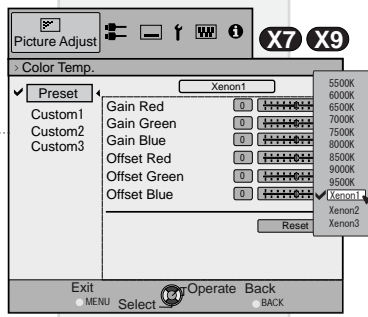 Picture Adjust
X7 X9
> Color Temp.
Preset
Custom1
Custom2
Custom3
Xenon1
Gain Red 0
Gain Green 0
Gain Blue 0
Offset Red 0
Offset Green 0
Offset Blue 0
Reset
5500K
6000K
6500K
7000K
7500K
8000K
8500K
9000K
9500K
Xenon1
Xenon2
Xenon3
Exit
MENU
Select
Operate
Back
BACK